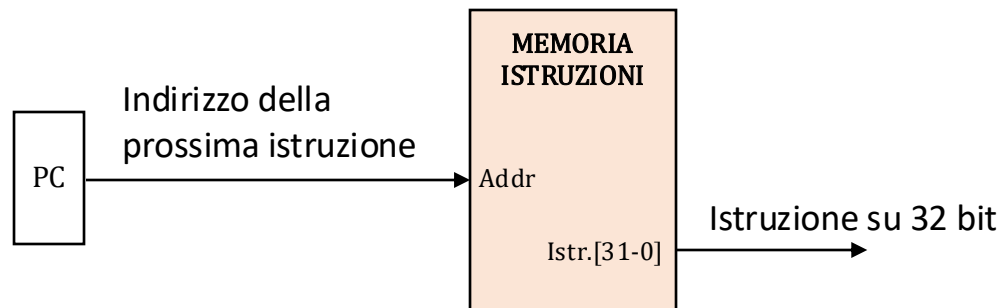 MEMORIA
ISTRUZIONI
Indirizzo della
prossima istruzione
PC
Addr
Istruzione su 32 bit
Istr.[31-0]